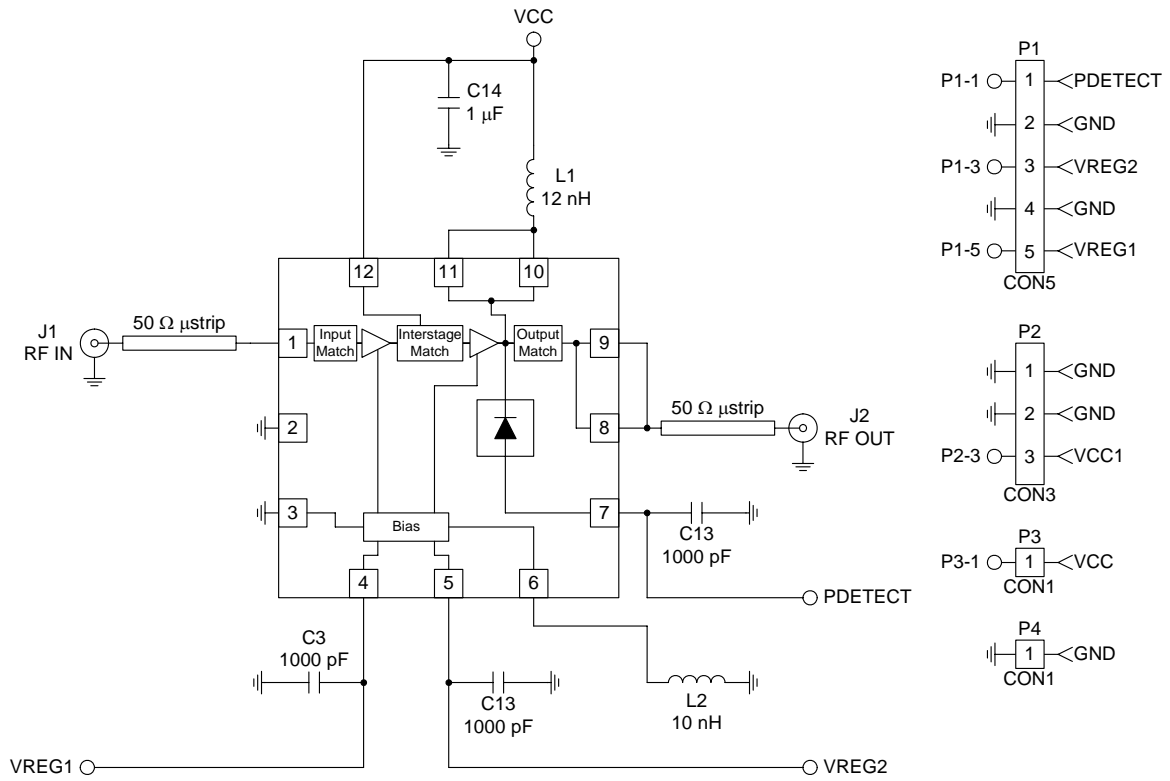 VCC
C14
1 μF
L1
12 nH
12
11
10
J1
RF IN
50 Ω μstrip
1
Input
Match
Interstage
Match
Output
Match
9
2
8
50 Ω μstrip
J2
RF OUT
3
Bias
7
C13
1000 pF
4
5
6
PDETECT
C3
1000 pF
C13
1000 pF
L2
10 nH
VREG1
VREG2
P1
P1-1
1
PDETECT
2
GND
P1-3
3
VREG2
4
GND
P1-5
5
VREG1
CON5
P2
1
GND
2
GND
P2-3
3
VCC1
CON3
P3
P3-1
1
VCC
CON1
P4
1
GND
CON1